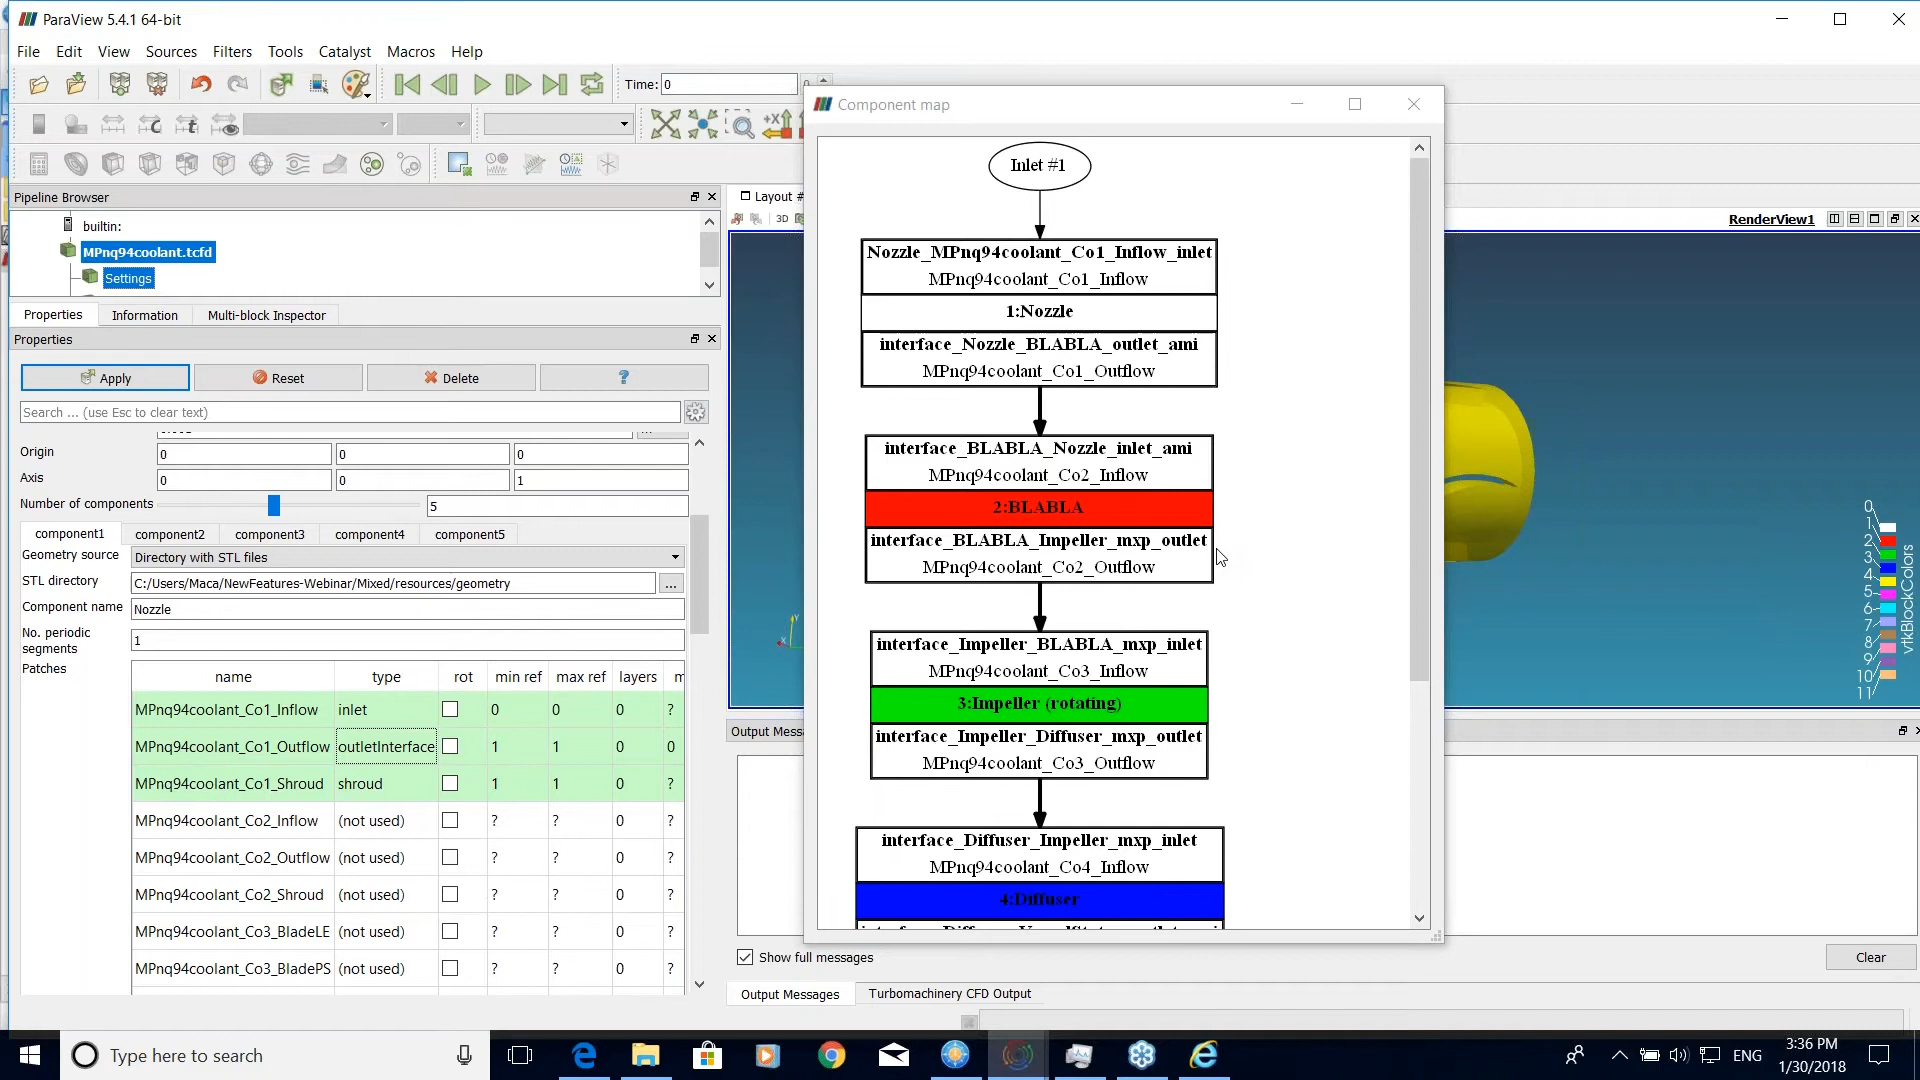 ParaView 5.4.1 64-bit
File Edit View Sources Filters Tools Catalyst Macros Help
Time: 0
Pipeline Browser
builtin:
MPnq94coolant.tcfd
Settings
Properties Information Multi-block Inspector
Properties
Apply Reset Delete ?
Search ... (use Esc to clear text)
Origin 0 0 0
Axis 0 0 1
Number of components 5
component1 component2 component3 component4 component5
Geometry source Directory with STL files
STL directory C:/Users/Maca/NewFeatures-Webinar/Mixed/resources/geometry ...
Component name Nozzle
No. periodic
segments 1
Patches
name type rot min ref max ref layers m
MPnq94coolant_Co1_Inflow inlet 0 0 0 ?
MPnq94coolant_Co1_Outflow outletInterface 1 1 0 0
MPnq94coolant_Co1_Shroud shroud 1 1 0 ?
MPnq94coolant_Co2_Inflow (not used) ? ? 0 ?
MPnq94coolant_Co2_Outflow (not used) ? ? 0 ?
MPnq94coolant_Co2_Shroud (not used) ? ? 0 ?
MPnq94coolant_Co3_BladeLE (not used) ? ? 0 ?
MPnq94coolant_Co3_BladePS (not used) ? ? 0 ?
Layout #
3D
RenderView1
Component map
Inlet #1
Nozzle_MPnq94coolant_Co1_Inflow_inlet
MPnq94coolant_Co1_Inflow
1:Nozzle
interface_Nozzle_BLABLA_outlet_ami
MPnq94coolant_Co1_Outflow
interface_BLABLA_Nozzle_inlet_ami
MPnq94coolant_Co2_Inflow
2:BLABLA
interface_BLABLA_Impeller_mxp_outlet
MPnq94coolant_Co2_Outflow
interface_Impeller_BLABLA_mxp_inlet
MPnq94coolant_Co3_Inflow
3:Impeller (rotating)
interface_Impeller_Diffuser_mxp_outlet
MPnq94coolant_Co3_Outflow
interface_Diffuser_Impeller_mxp_inlet
MPnq94coolant_Co4_Inflow
4:Diffuser
0
1
2
3
4
5
6
7
8
9
10
11
vtkBlockColors
Y
X
Output Messa
Show full messages
Clear
Output Messages Turbomachinery CFD Output
Type here to search
ENG
3:36 PM
1/30/2018